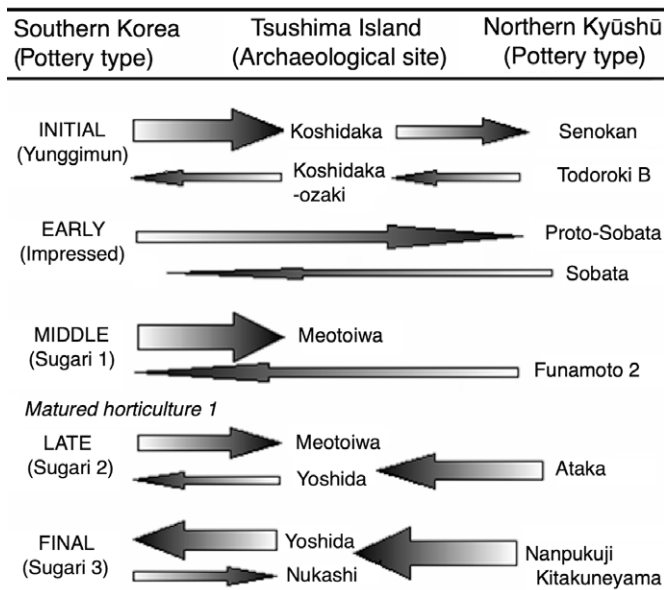 Southern Korea Tsushima Island Northern Kyūshū
(Pottery type) (Archaeological site) (Pottery type)
INITIAL Koshidaka Senokan
(Yunggimun)
Koshidaka Todoroki B
-ozaki
EARLY Proto-Sobata
(Impressed)
Sobata
MIDDLE Meotoiwa
(Sugari 1)
Funamoto 2
Matured horticulture 1
LATE Meotoiwa
(Sugari 2) Yoshida Ataka
FINAL Yoshida
(Sugari 3) Nukashi Nanpukuji
Kitakuneyama